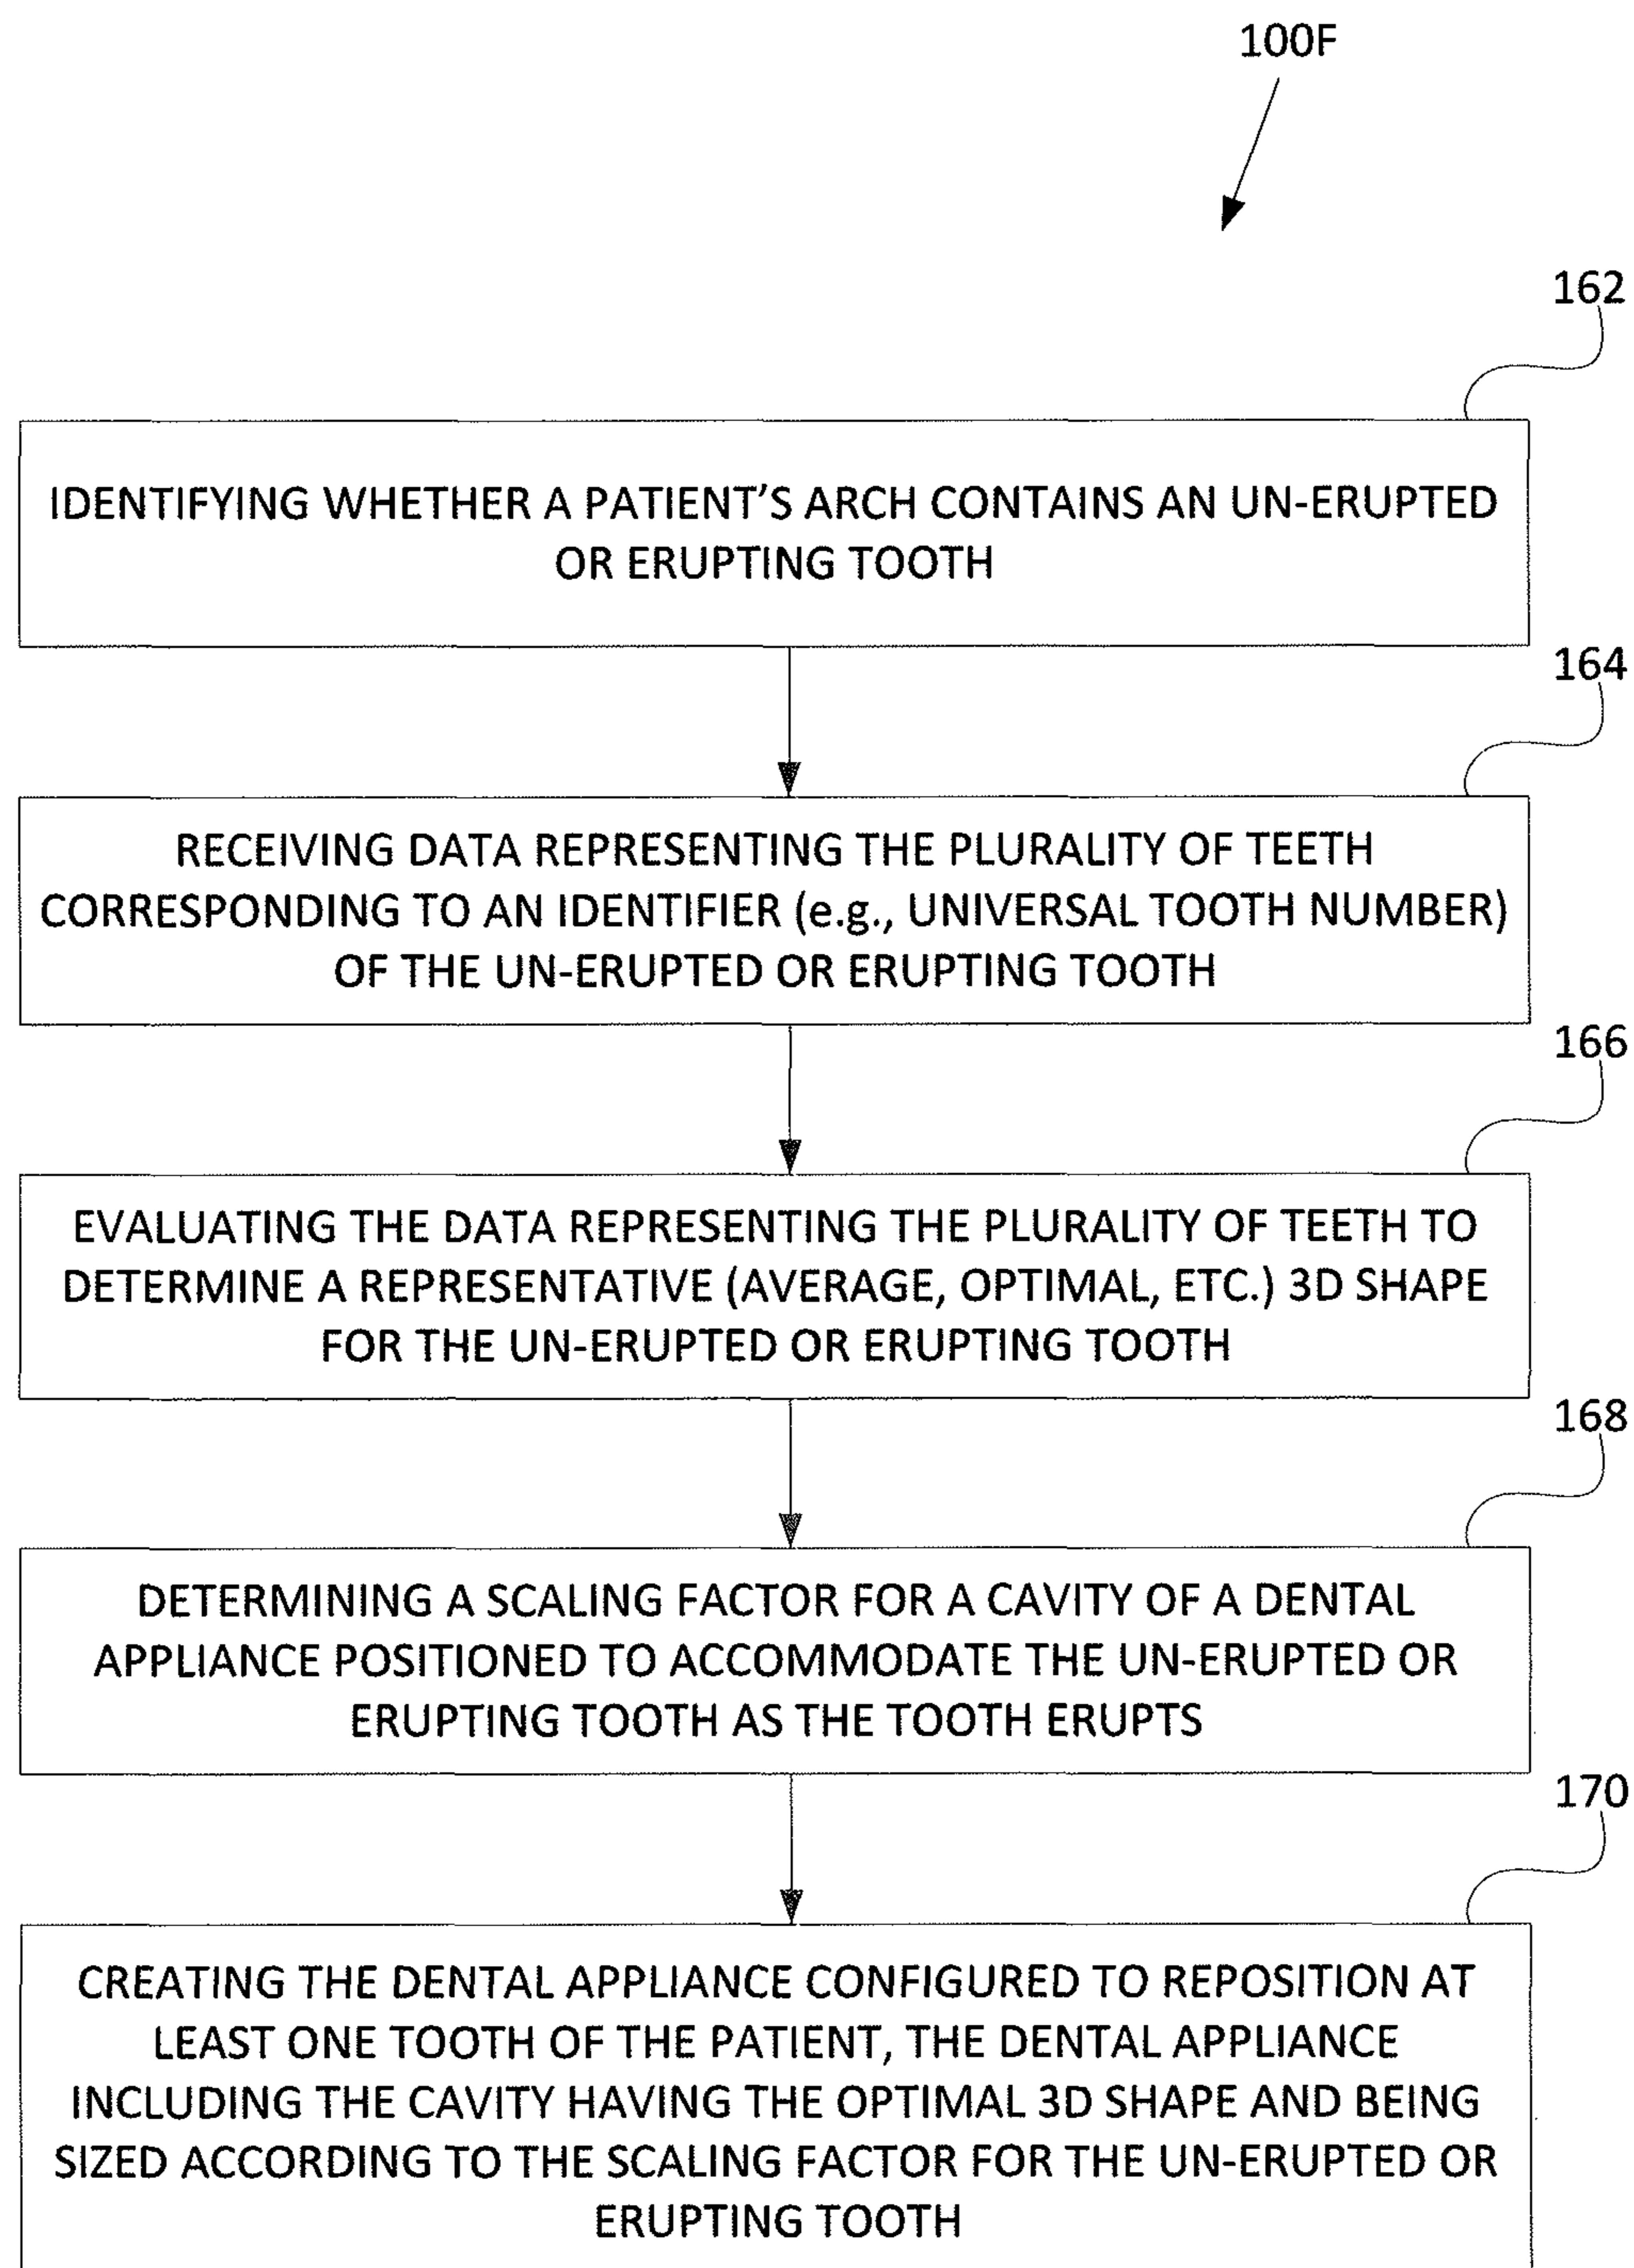 100F
162
IDENTIFYING WHETHER A PATIENT'S ARCH CONTAINS AN UN-ERUPTED
OR ERUPTING TOOTH
164
RECEIVING DATA REPRESENTING THE PLURALITY OF TEETH
CORRESPONDING TO AN IDENTIFIER (e.g., UNIVERSAL TOOTH NUMBER)
OF THE UN-ERUPTED OR ERUPTING TOOTH
166
EVALUATING THE DATA REPRESENTING THE PLURALITY OF TEETH TO
DETERMINE A REPRESENTATIVE (AVERAGE, OPTIMAL, ETC.) 3D SHAPE
FOR THE UN-ERUPTED OR ERUPTING TOOTH
168
DETERMINING A SCALING FACTOR FOR A CAVITY OF A DENTAL
APPLIANCE POSITIONED TO ACCOMMODATE THE UN-ERUPTED OR
ERUPTING TOOTH AS THE TOOTH ERUPTS
170
CREATING THE DENTAL APPLIANCE CONFIGURED TO REPOSITION AT
LEAST ONE TOOTH OF THE PATIENT, THE DENTAL APPLIANCE
INCLUDING THE CAVITY HAVING THE OPTIMAL 3D SHAPE AND BEING
SIZED ACCORDING TO THE SCALING FACTOR FOR THE UN-ERUPTED OR
ERUPTING TOOTH